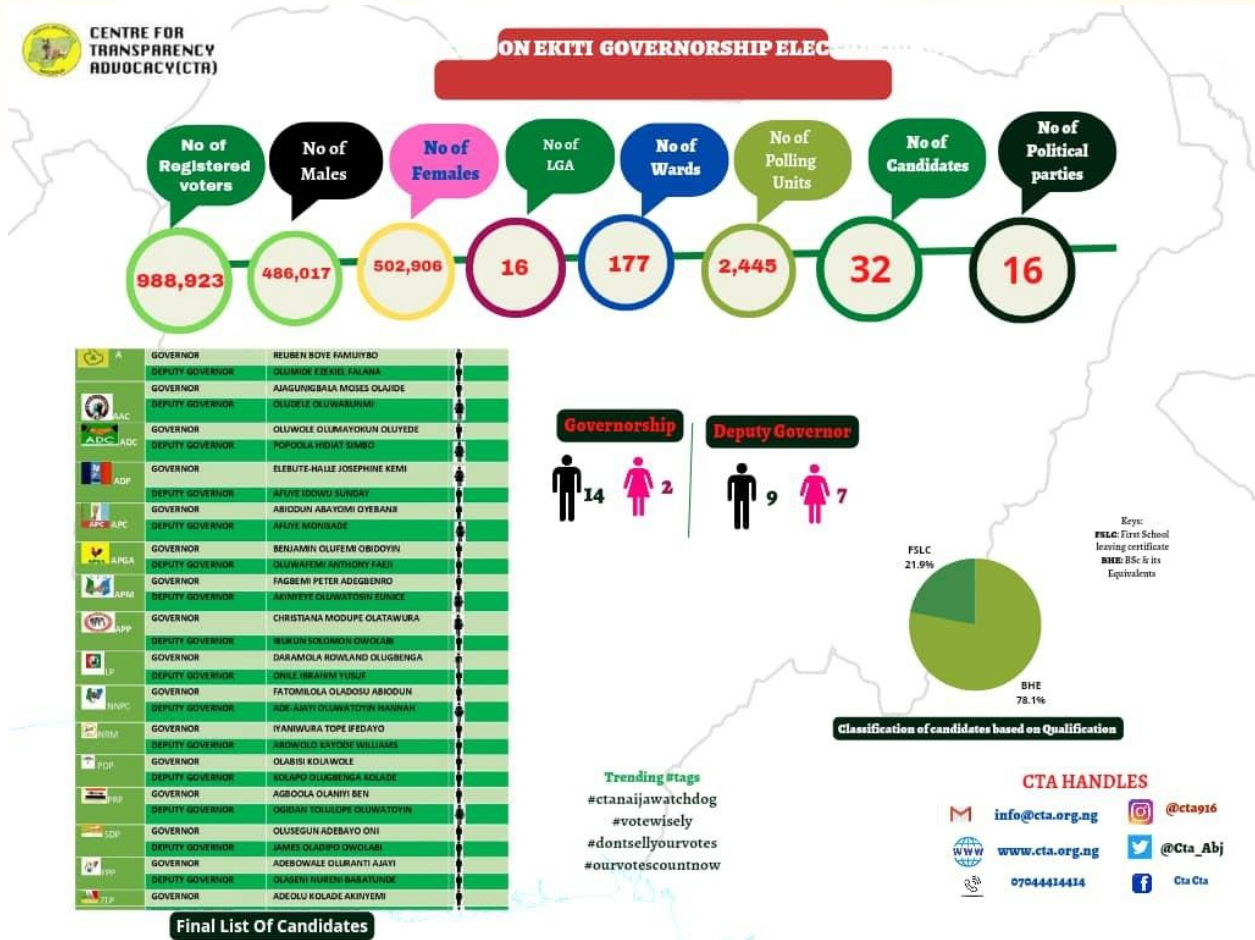 CENTRE FOR
TRANSPARENCY
ADVOCACY(CTA)
ON EKITI GOVERNORSHIP ELEC
No of
Registered
voters
No of
Males
No of
Females
No of
LGA
No of
Wards
No of
Polling
Units
No of
Candidates
No of
Political
parties
988,923
486,017
502,906
16
177
2,445
32
16
A GOVERNOR REUBEN BOYE FAMUIYBO
DEPUTY GOVERNOR OLUMIDE EZEKIEL FALANA
GOVERNOR AJAGUNIGBALA MOSES OLAJIDE
AAC DEPUTY GOVERNOR OLUDELE OLUWABUNMI
ADC ADC GOVERNOR OLUWOLE OLUMAYOKUN OLUYEDE
DEPUTY GOVERNOR POPOOLA HIDIAT SIMBO
ADP GOVERNOR ELEBUTE-HALLE JOSEPHINE KEMI
DEPUTY GOVERNOR AFUYE IDOWU SUNDAY
APC APC GOVERNOR ABIODUN ABAYOMI OYEBANJI
DEPUTY GOVERNOR AFUYE MONISADE
APGA GOVERNOR BENJAMIN OLUFEMI OBIDOYIN
DEPUTY GOVERNOR OLUWAFEMI ANTHONY FAEJI
APM GOVERNOR FAGBEMI PETER ADEGBENRO
DEPUTY GOVERNOR AKINYEYE OLUWATOSIN EUNICE
APP GOVERNOR CHRISTIANA MODUPE OLATAWURA
DEPUTY GOVERNOR IBUKUN SOLOMON OWOLABI
LP GOVERNOR DARAMOLA ROWLAND OLUGBENGA
DEPUTY GOVERNOR ONILE IBRAHIM YUSUF
NNPC GOVERNOR FATOMILOLA OLADOSU ABIODUN
DEPUTY GOVERNOR ADE-AJAYI OLUWATOYIN HANNAH
NRM GOVERNOR IYANIWURA TOPE IFEDAYO
DEPUTY GOVERNOR AROWOLO KAYODE WILLIAMS
PDP GOVERNOR OLABISI KOLAWOLE
DEPUTY GOVERNOR KOLAPO OLUGBENGA KOLADE
PRP GOVERNOR AGBOOLA OLANIYI BEN
DEPUTY GOVERNOR OGIDAN TOLULOPE OLUWATOYIN
SDP GOVERNOR OLUSEGUN ADEBAYO ONI
DEPUTY GOVERNOR JAMES OLADIPO OWOLABI
YPP GOVERNOR ADEBOWALE OLURANTI AJAYI
DEPUTY GOVERNOR OLASENI NURENI BABATUNDE
ZLP GOVERNOR ADEOLU KOLADE AKINYEMI
Final List Of Candidates
Governorship
14
2
Deputy Governor
9
7
Keys:
FSLC: First School
leaving certificate
BHE: BSc & its
Equivalents
FSLC
21.9%
BHE
78.1%
Classification of candidates based on Qualification
Trending #tags
#ctanaijawatchdog
#votewisely
#dontsellyourvotes
#ourvotescountnow
CTA HANDLES
info@cta.org.ng
@cta916
www
www.cta.org.ng
@Cta_Abj
07044414414
Cta Cta